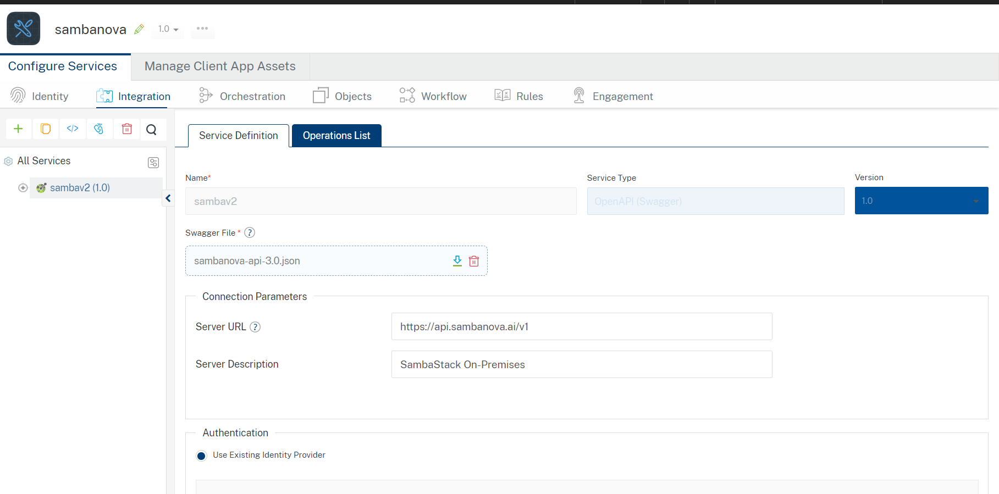 sambanova 1.0
Configure Services Manage Client App Assets
Identity Integration Orchestration Objects Workflow Rules Engagement
</>
All Services
sambav2 (1.0)
Service Definition Operations List
Name* Service Type Version
sambav2 OpenAPI (Swagger) 1.0
Swagger File * ?
sambanova-api-3.0.json
Connection Parameters
Server URL ? https://api.sambanova.ai/v1
Server Description SambaStack On-Premises
Authentication
Use Existing Identity Provider